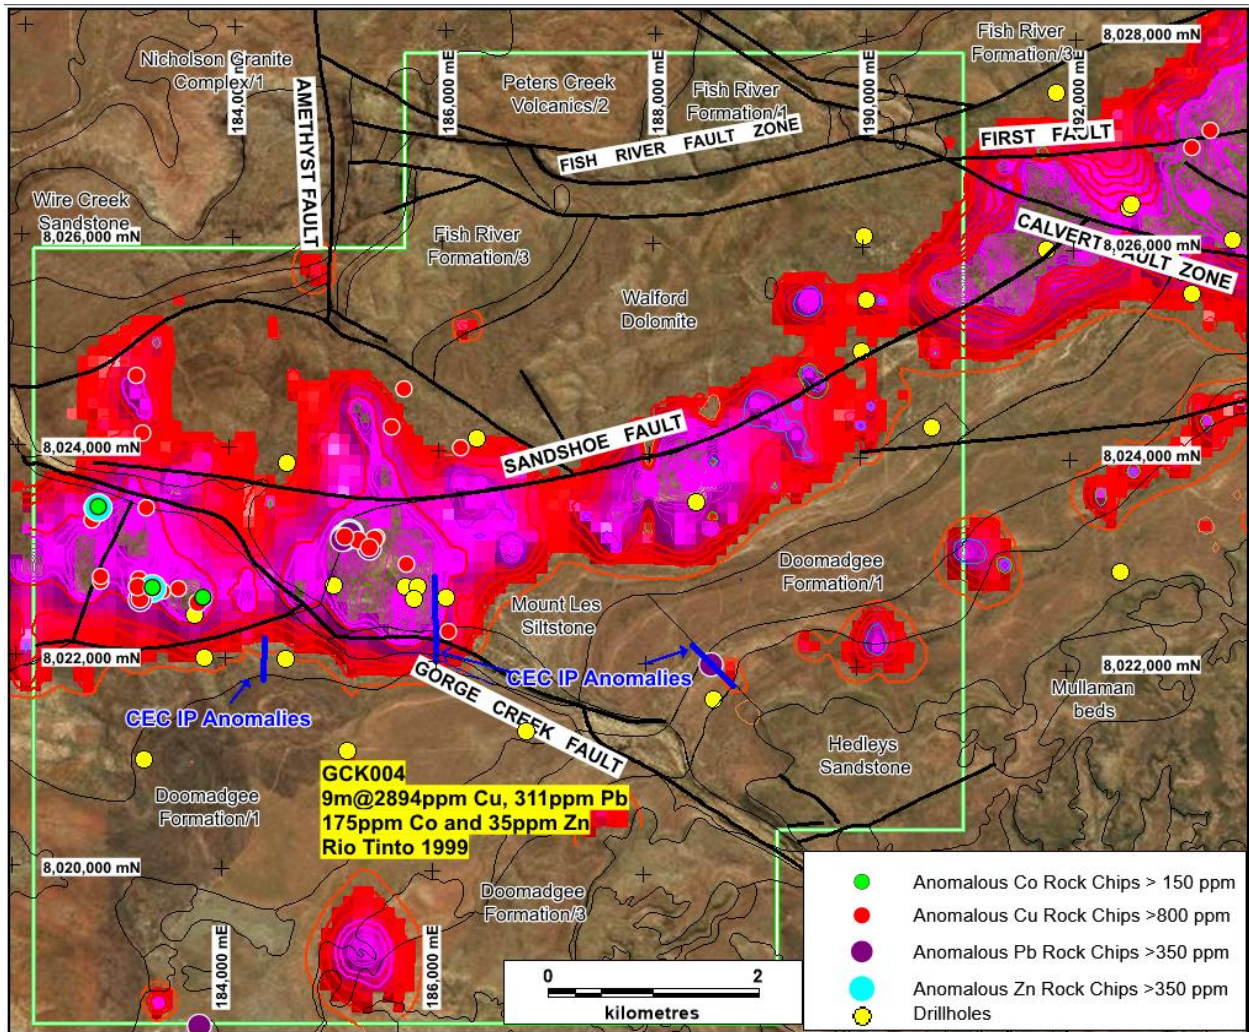 Nicholson Granite
Complex/1
184,000 mE
AMETHYST FAULT
186,000 mE
Peters Creek
Volcanics/2
188,000 mE
Fish River
Formation/1
190,000 mE
Fish River
Formation/3
192,000 mE
8,028,000 mN
FISH RIVER FAULT ZONE
FIRST FAULT
Wire Creek
Sandstone
8,026,000 mN
Fish River
Formation/3
Walford
Dolomite
CALVERT FAULT ZONE
8,026,000 mN
8,024,000 mN
SANDSHOE FAULT
8,024,000 mN
Doomadgee
Formation/1
Mount Les
Siltstone
8,022,000 mN
8,022,000 mN
CEC IP Anomalies
CEC IP Anomalies
GORGE CREEK FAULT
Mullaman
beds
Hedleys
Sandstone
Doomadgee
Formation/1
GCK004
9m@2894ppm Cu, 311ppm Pb
175ppm Co and 35ppm Zn
Rio Tinto 1999
8,020,000 mN
Doomadgee
Formation/3
184,000 mE
186,000 mE
0 2
kilometres
Anomalous Co Rock Chips > 150 ppm
Anomalous Cu Rock Chips >800 ppm
Anomalous Pb Rock Chips >350 ppm
Anomalous Zn Rock Chips >350 ppm
Drillholes